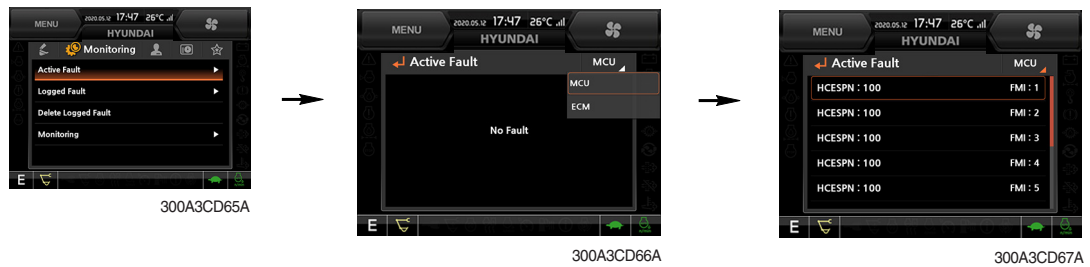 MENU
2020.05.12 17:47 26°C .ıl
HYUNDAI
Monitoring
Active Fault
Logged Fault
Delete Logged Fault
Monitoring
E
300A3CD65A
MENU
2020.05.12 17:47 26°C .ıl
HYUNDAI
Active Fault
MCU
MCU
ECM
No Fault
E
300A3CD66A
MENU
2020.05.12 17:47 26°C .ıl
HYUNDAI
Active Fault
MCU
HCESPN : 100 FMI : 1
HCESPN : 100 FMI : 2
HCESPN : 100 FMI : 3
HCESPN : 100 FMI : 4
HCESPN : 100 FMI : 5
E
300A3CD67A